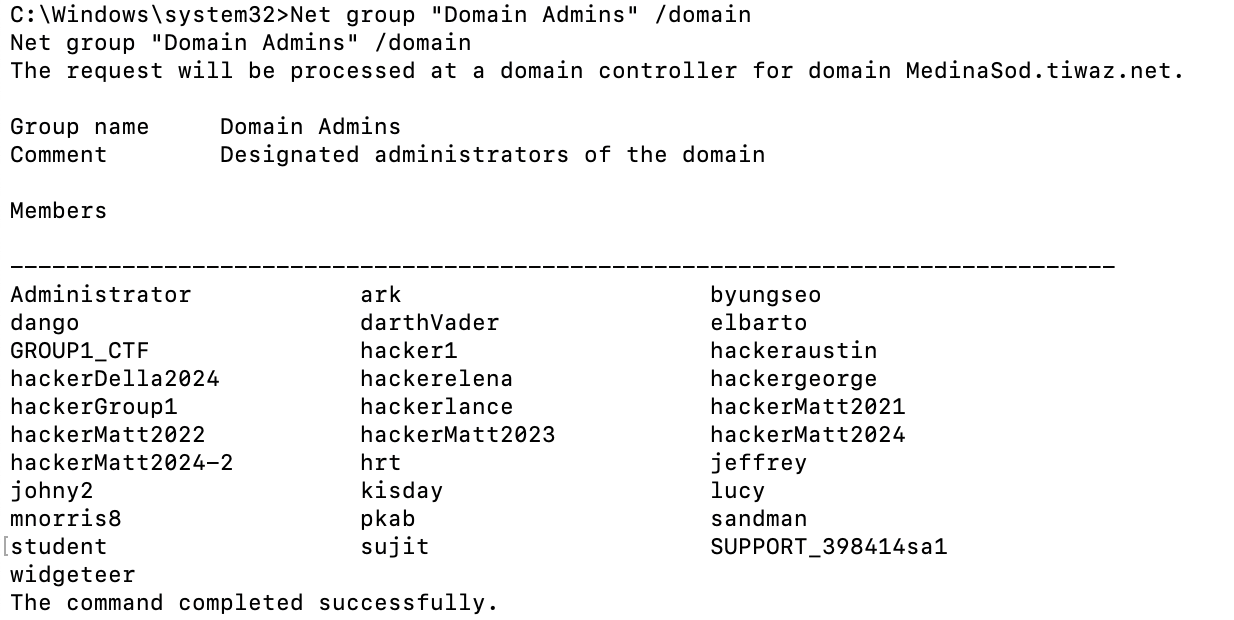 C:\Windows\system32>Net group "Domain Admins" /domain
Net group "Domain Admins" /domain
The request will be processed at a domain controller for domain MedinaSod.tiwaz.net.
Group name     Domain Admins
Comment        Designated administrators of the domain
Members
-------------------------------------------------------------------------------
Administrator            ark                      byungseo
dango                    darthVader               elbarto
GROUP1_CTF               hacker1                  hackeraustin
hackerDella2024          hackerelena              hackergeorge
hackerGroup1             hackerlance              hackerMatt2021
hackerMatt2022           hackerMatt2023           hackerMatt2024
hackerMatt2024-2         hrt                      jeffrey
johny2                   kisday                   lucy
mnorris8                 pkab                     sandman
[student                  sujit                    SUPPORT_398414sa1
widgeteer
The command completed successfully.